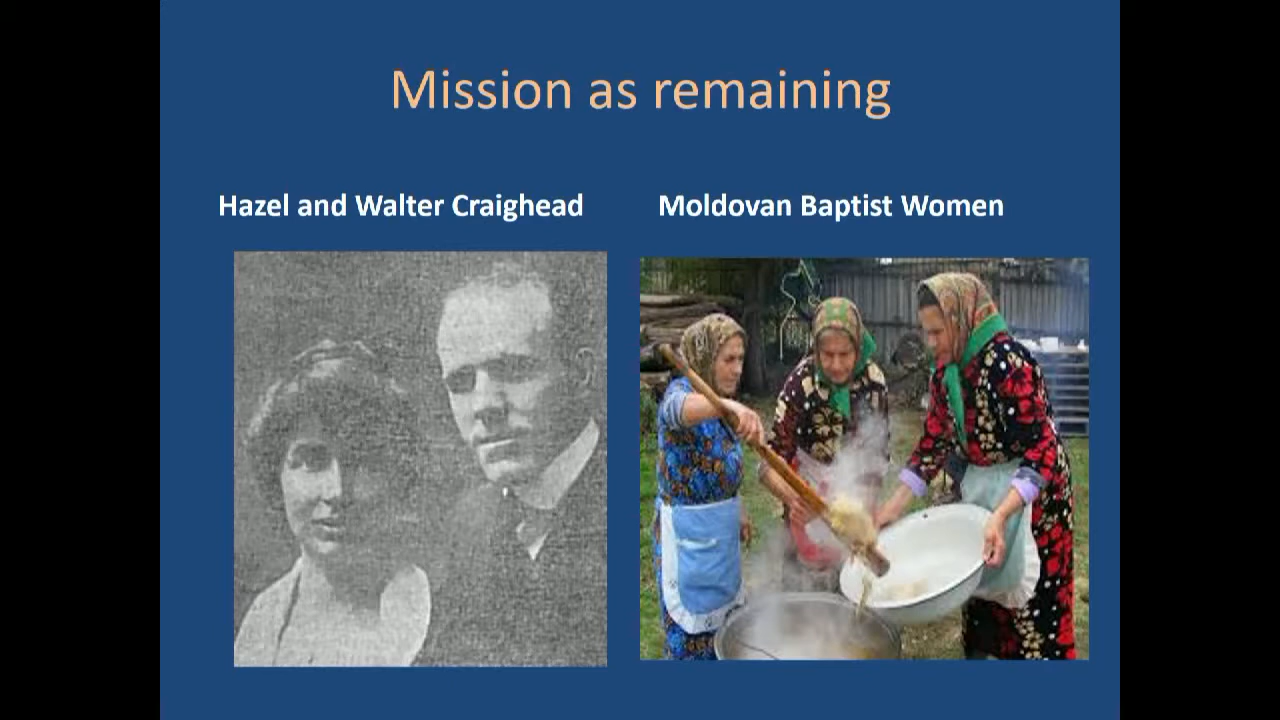 Mission as remaining
Hazel and Walter Craighead
Moldovan Baptist Women